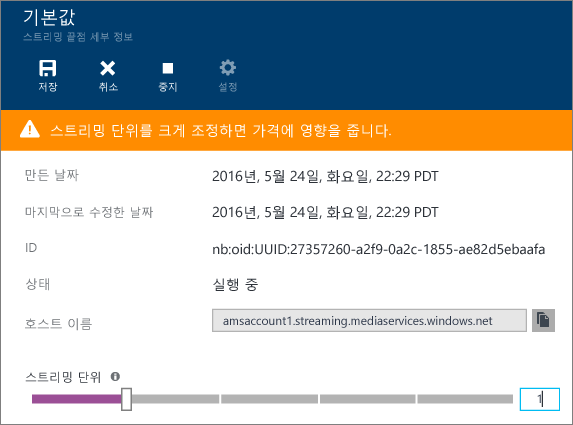 기본값
스트리밍 끝점 세부 정보
저장 취소 중지 설정
스트리밍 단위를 크게 조정하면 가격에 영향을 줍니다.
만든 날짜 2016년, 5월 24일, 화요일, 22:29 PDT
마지막으로 수정한 날짜 2016년, 5월 24일, 화요일, 22:29 PDT
ID nb:oid:UUID:27357260-a2f9-0a2c-1855-ae82d5ebaafa
상태 실행 중
호스트 이름 amsaccount1.streaming.mediaservices.windows.net
스트리밍 단위
1